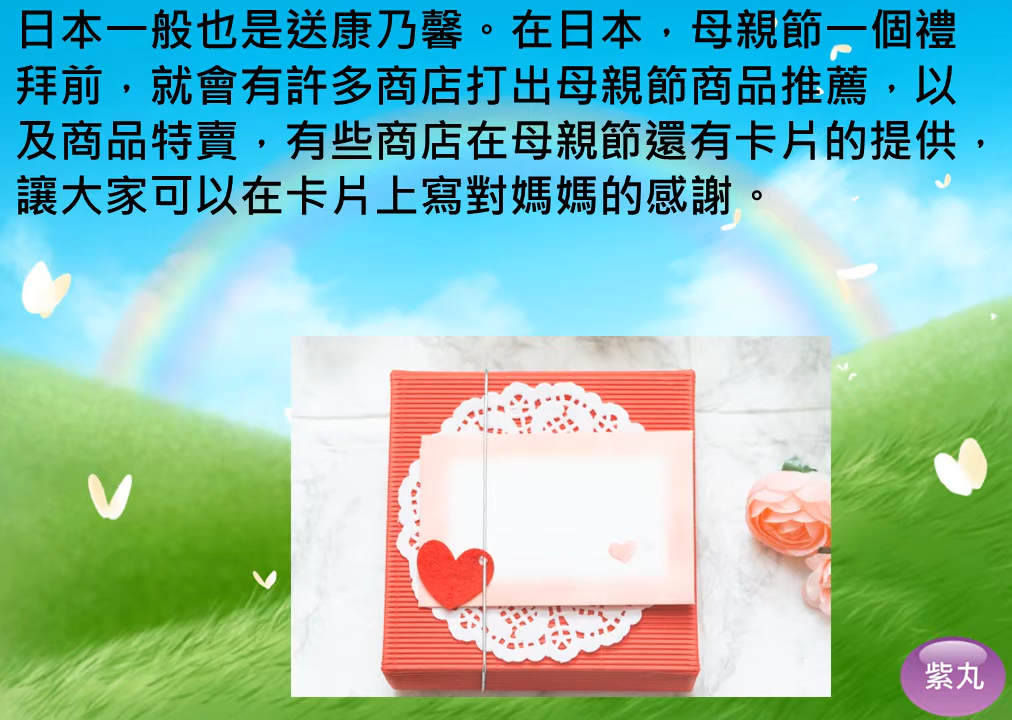 日本一般也是送康乃馨。在日本，母親節一個禮
拜前，就會有許多商店打出母親節商品推薦，以
及商品特賣，有些商店在母親節還有卡片的提供，
讓大家可以在卡片上寫對媽媽的感謝。
紫丸